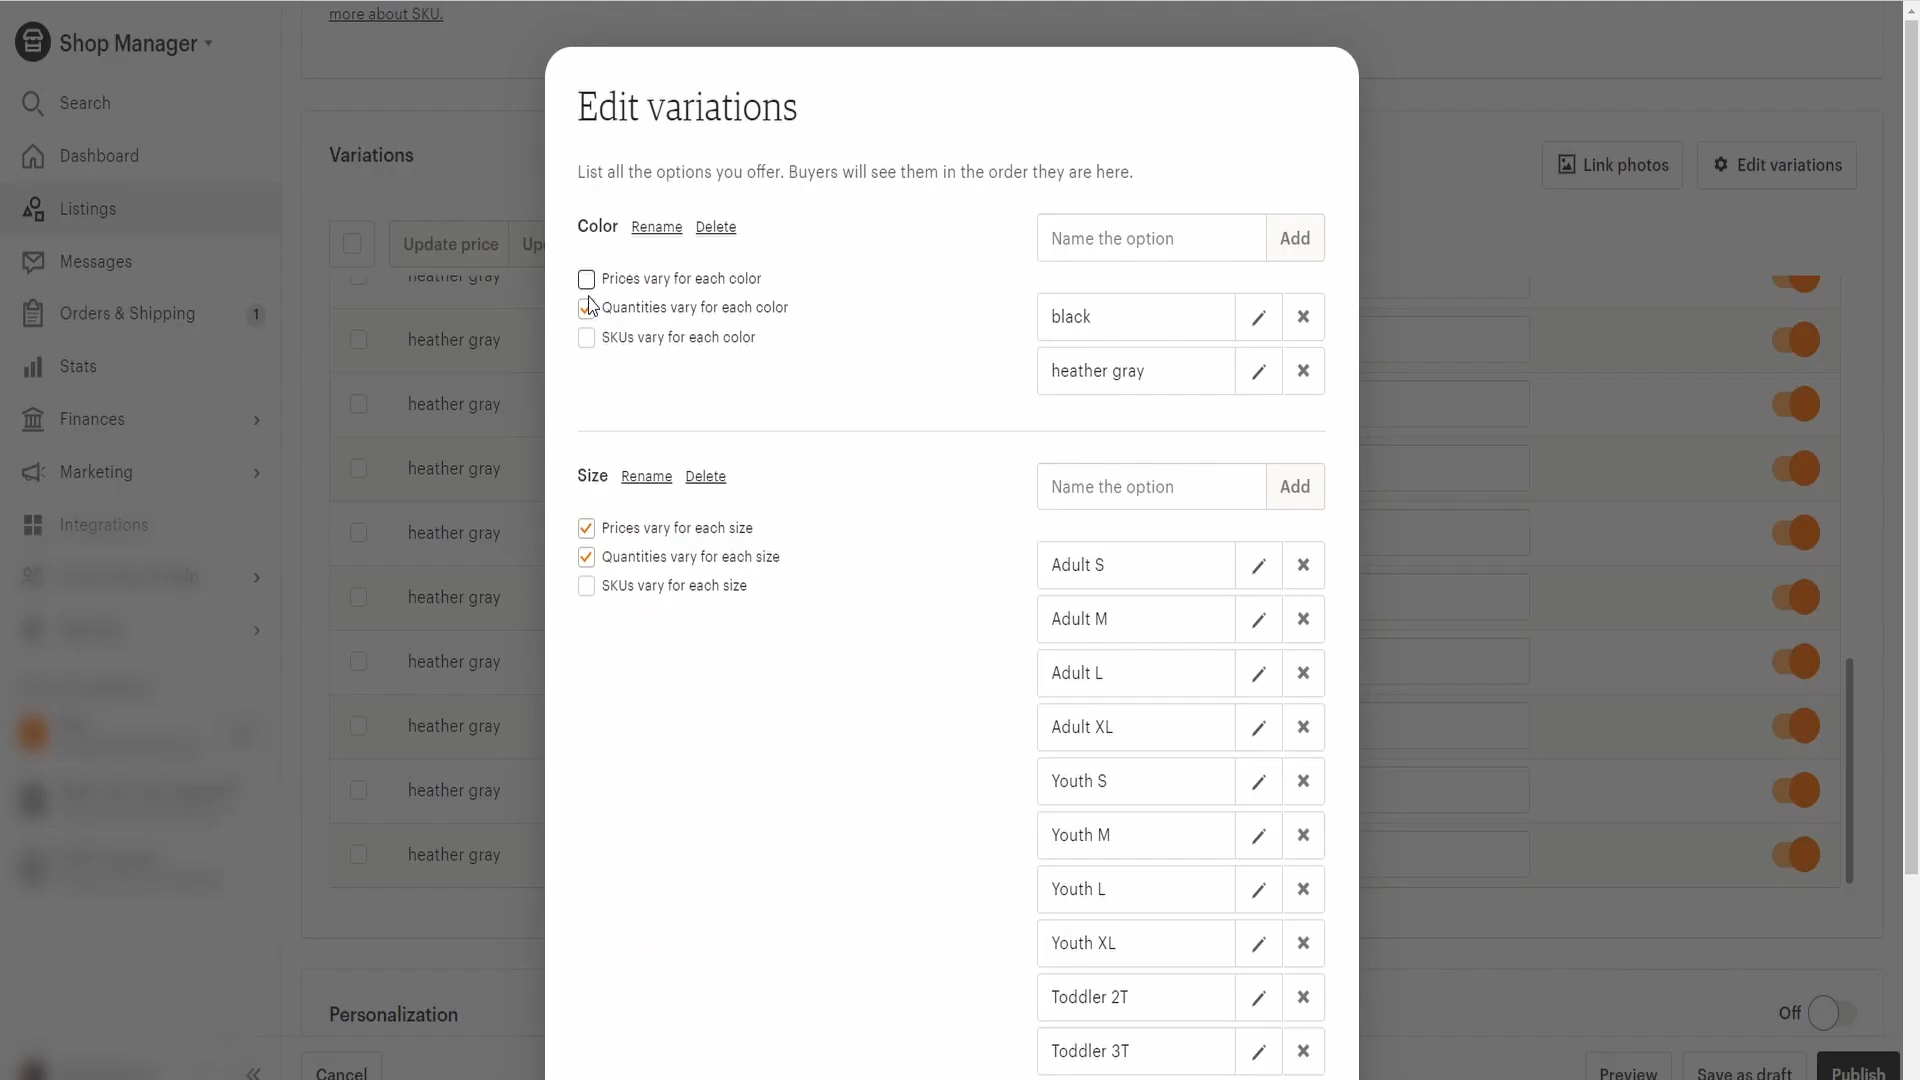 more about SKU.
Shop Manager
Search
Dashboard
Listings
Messages
Orders & Shipping 1
Stats
Finances
Marketing
Integrations
Variations
Link photos
Edit variations
Update price
heather gray
heather gray
heather gray
heather gray
heather gray
heather gray
heather gray
heather gray
heather gray
heather gray
Personalization
Off
Cancel
Preview
Save as draft
Publish
Edit variations
List all the options you offer. Buyers will see them in the order they are here.
Color Rename Delete
Prices vary for each color
Quantities vary for each color
SKUs vary for each color
Name the option Add
black
heather gray
Size Rename Delete
Prices vary for each size
Quantities vary for each size
SKUs vary for each size
Name the option Add
Adult S
Adult M
Adult L
Adult XL
Youth S
Youth M
Youth L
Youth XL
Toddler 2T
Toddler 3T